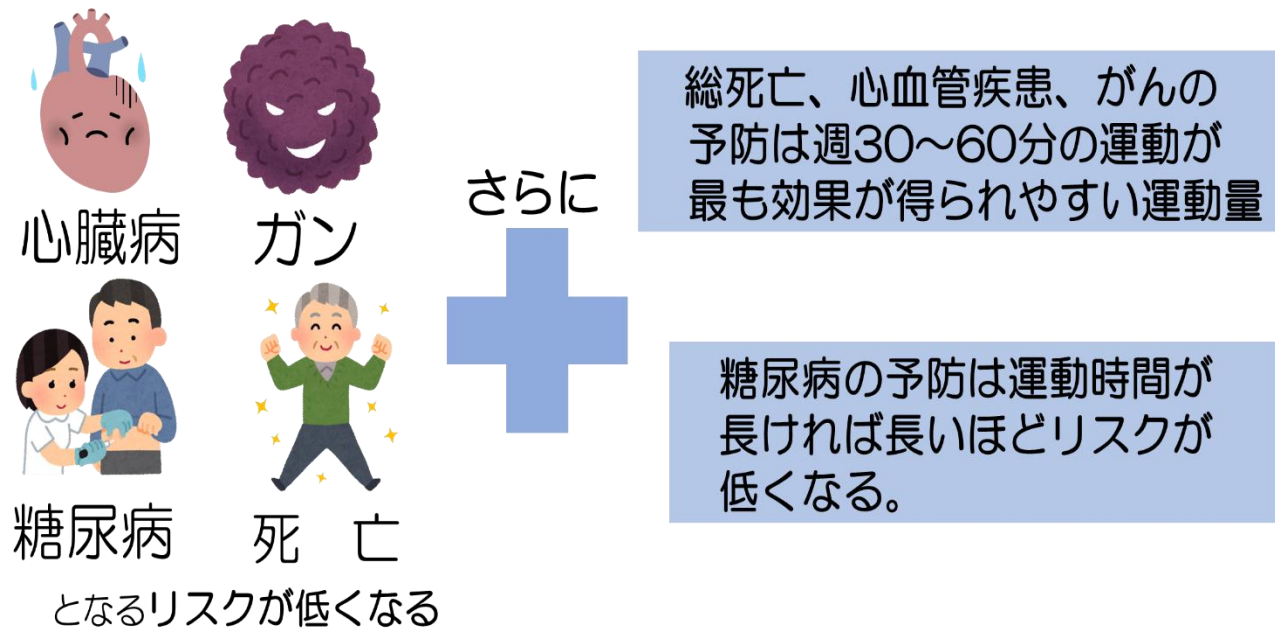 心臓病
ガン
糖尿病
死 亡
となるリスクが低くなる
さらに
総死亡、心血管疾患、がんの
予防は週30～60分の運動が
最も効果が得られやすい運動量
糖尿病の予防は運動時間が
長ければ長いほどリスクが
低くなる。